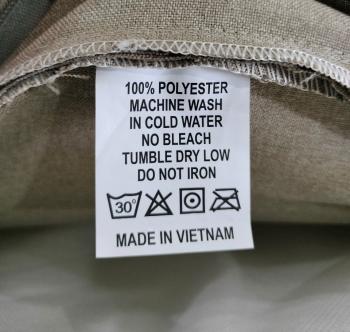 100% POLYESTER
MACHINE WASH
IN COLD WATER
NO BLEACH
TUMBLE DRY LOW
DO NOT IRON
30°
MADE IN VIETNAM